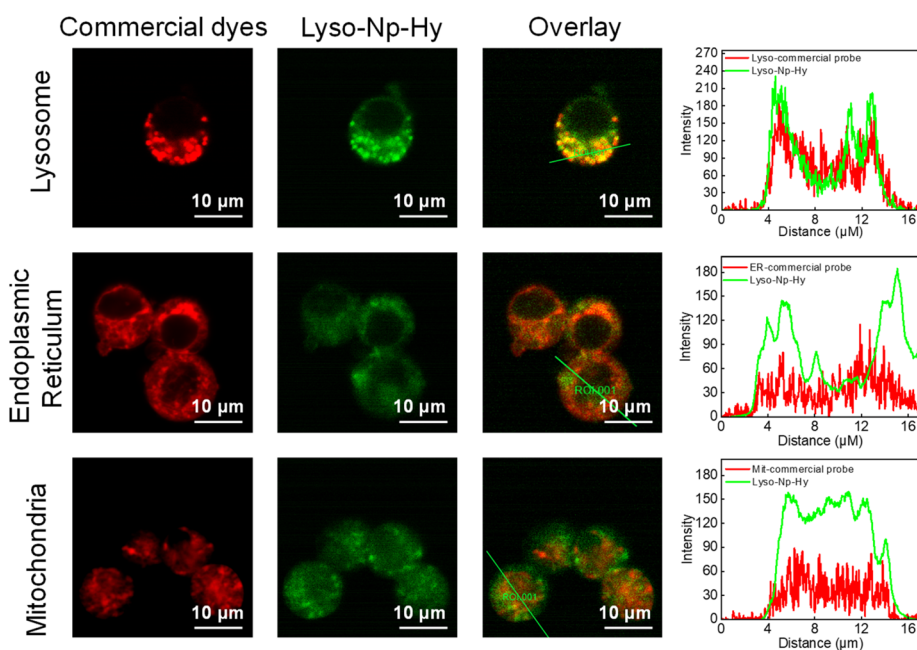 Commercial dyes
Lyso-Np-Hy
Overlay
Lysosome
10 μm
10 μm
10 μm
270
240
210
180
150
120
90
60
30
0
Intensity
Lyso-commercial probe
Lyso-Np-Hy
0 4 8 12 16
Distance (μM)
Endoplasmic
Reticulum
10 μm
10 μm
ROI 001
10 μm
180
150
120
90
60
30
0
Intensity
ER-commercial probe
Lyso-Np-Hy
0 4 8 12 16
Distance (μM)
Mitochondria
10 μm
10 μm
ROI 001
10 μm
180
150
120
90
60
30
0
Intensity
Mit-commercial probe
Lyso-Np-Hy
0 4 8 12 16
Distance (μm)